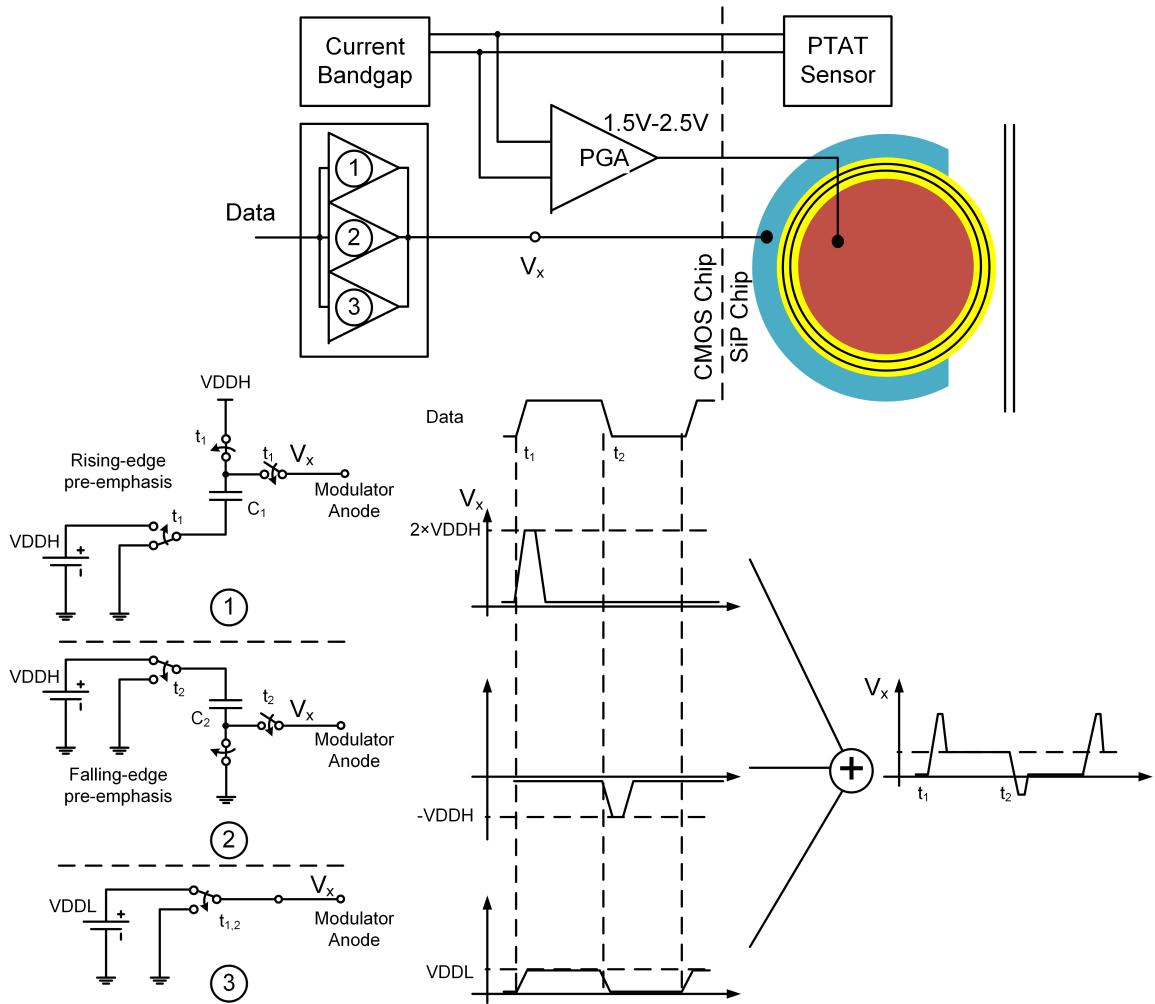 Current
Bandgap
PTAT
Sensor
1.5V-2.5V
PGA
1
2
3
Data
Vₓ
CMOS Chip
SiP Chip
VDDH
t₁
t₁
Vₓ
Rising-edge
pre-emphasis
C₁
Modulator
Anode
t₁
VDDH
+
1
VDDH
+
t₂
C₂
t₂
Vₓ
Modulator
Anode
Falling-edge
pre-emphasis
2
VDDL
+
t₁,₂
Vₓ
Modulator
Anode
3
Data
t₁
t₂
Vₓ
2×VDDH
-VDDH
VDDL
+
Vₓ
t₁
t₂